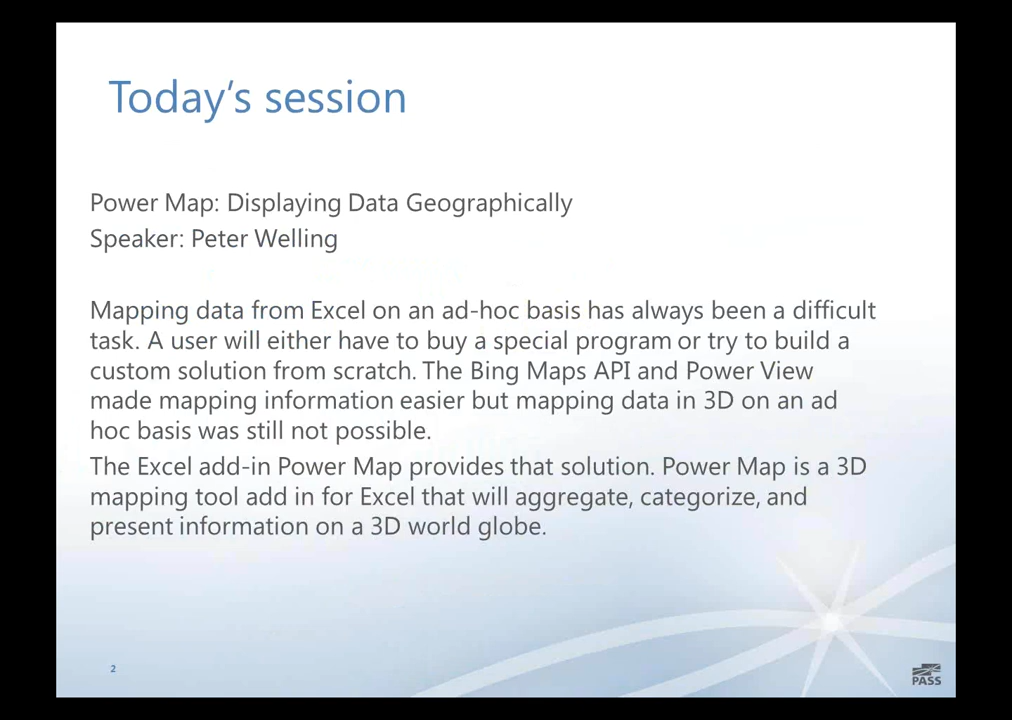 Today's session
Power Map: Displaying Data Geographically
Speaker: Peter Welling
Mapping data from Excel on an ad-hoc basis has always been a difficult
task. A user will either have to buy a special program or try to build a
custom solution from scratch. The Bing Maps API and Power View
made mapping information easier but mapping data in 3D on an ad
hoc basis was still not possible.
The Excel add-in Power Map provides that solution. Power Map is a 3D
mapping tool add in for Excel that will aggregate, categorize, and
present information on a 3D world globe.
2
PASS